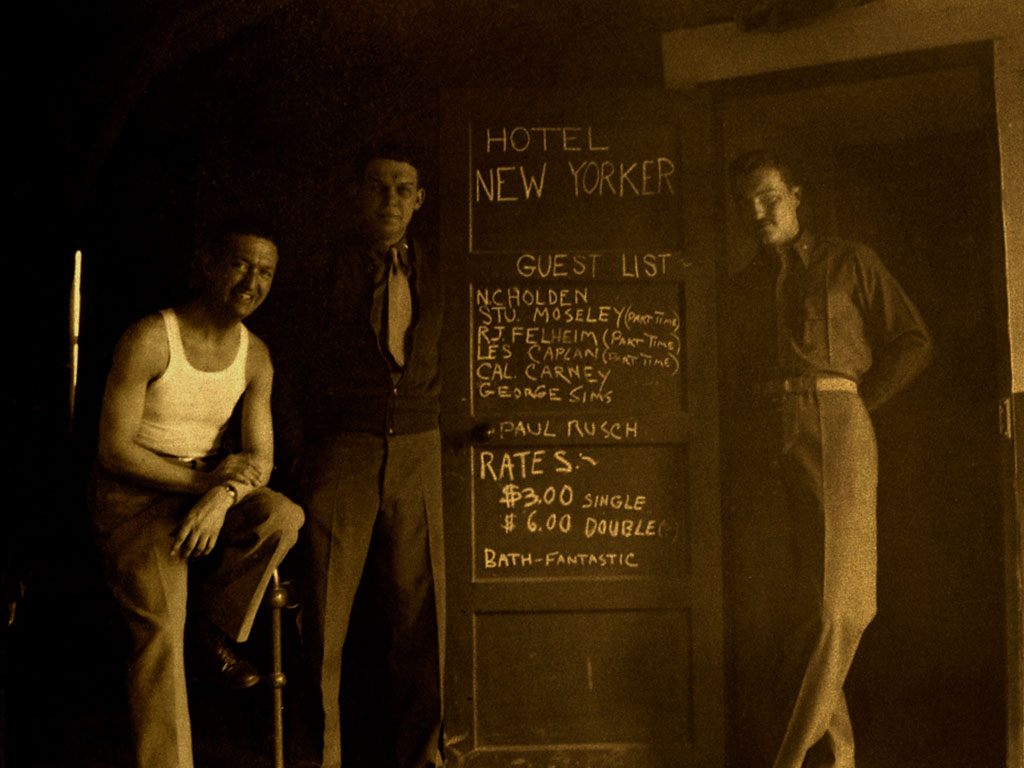 HOTEL
NEW YORKER
GUEST LIST
N.C.HOLDEN
STU. MOSELEY (PART TIME)
R.J. FELHEIM (PART TIME)
LES CAPLAN (PART TIME)
CAL. CARNEY
GEORGE SIMS
PAUL RUSCH
RATES:-
$3.00 SINGLE
$6.00 DOUBLE( )
BATH-FANTASTIC